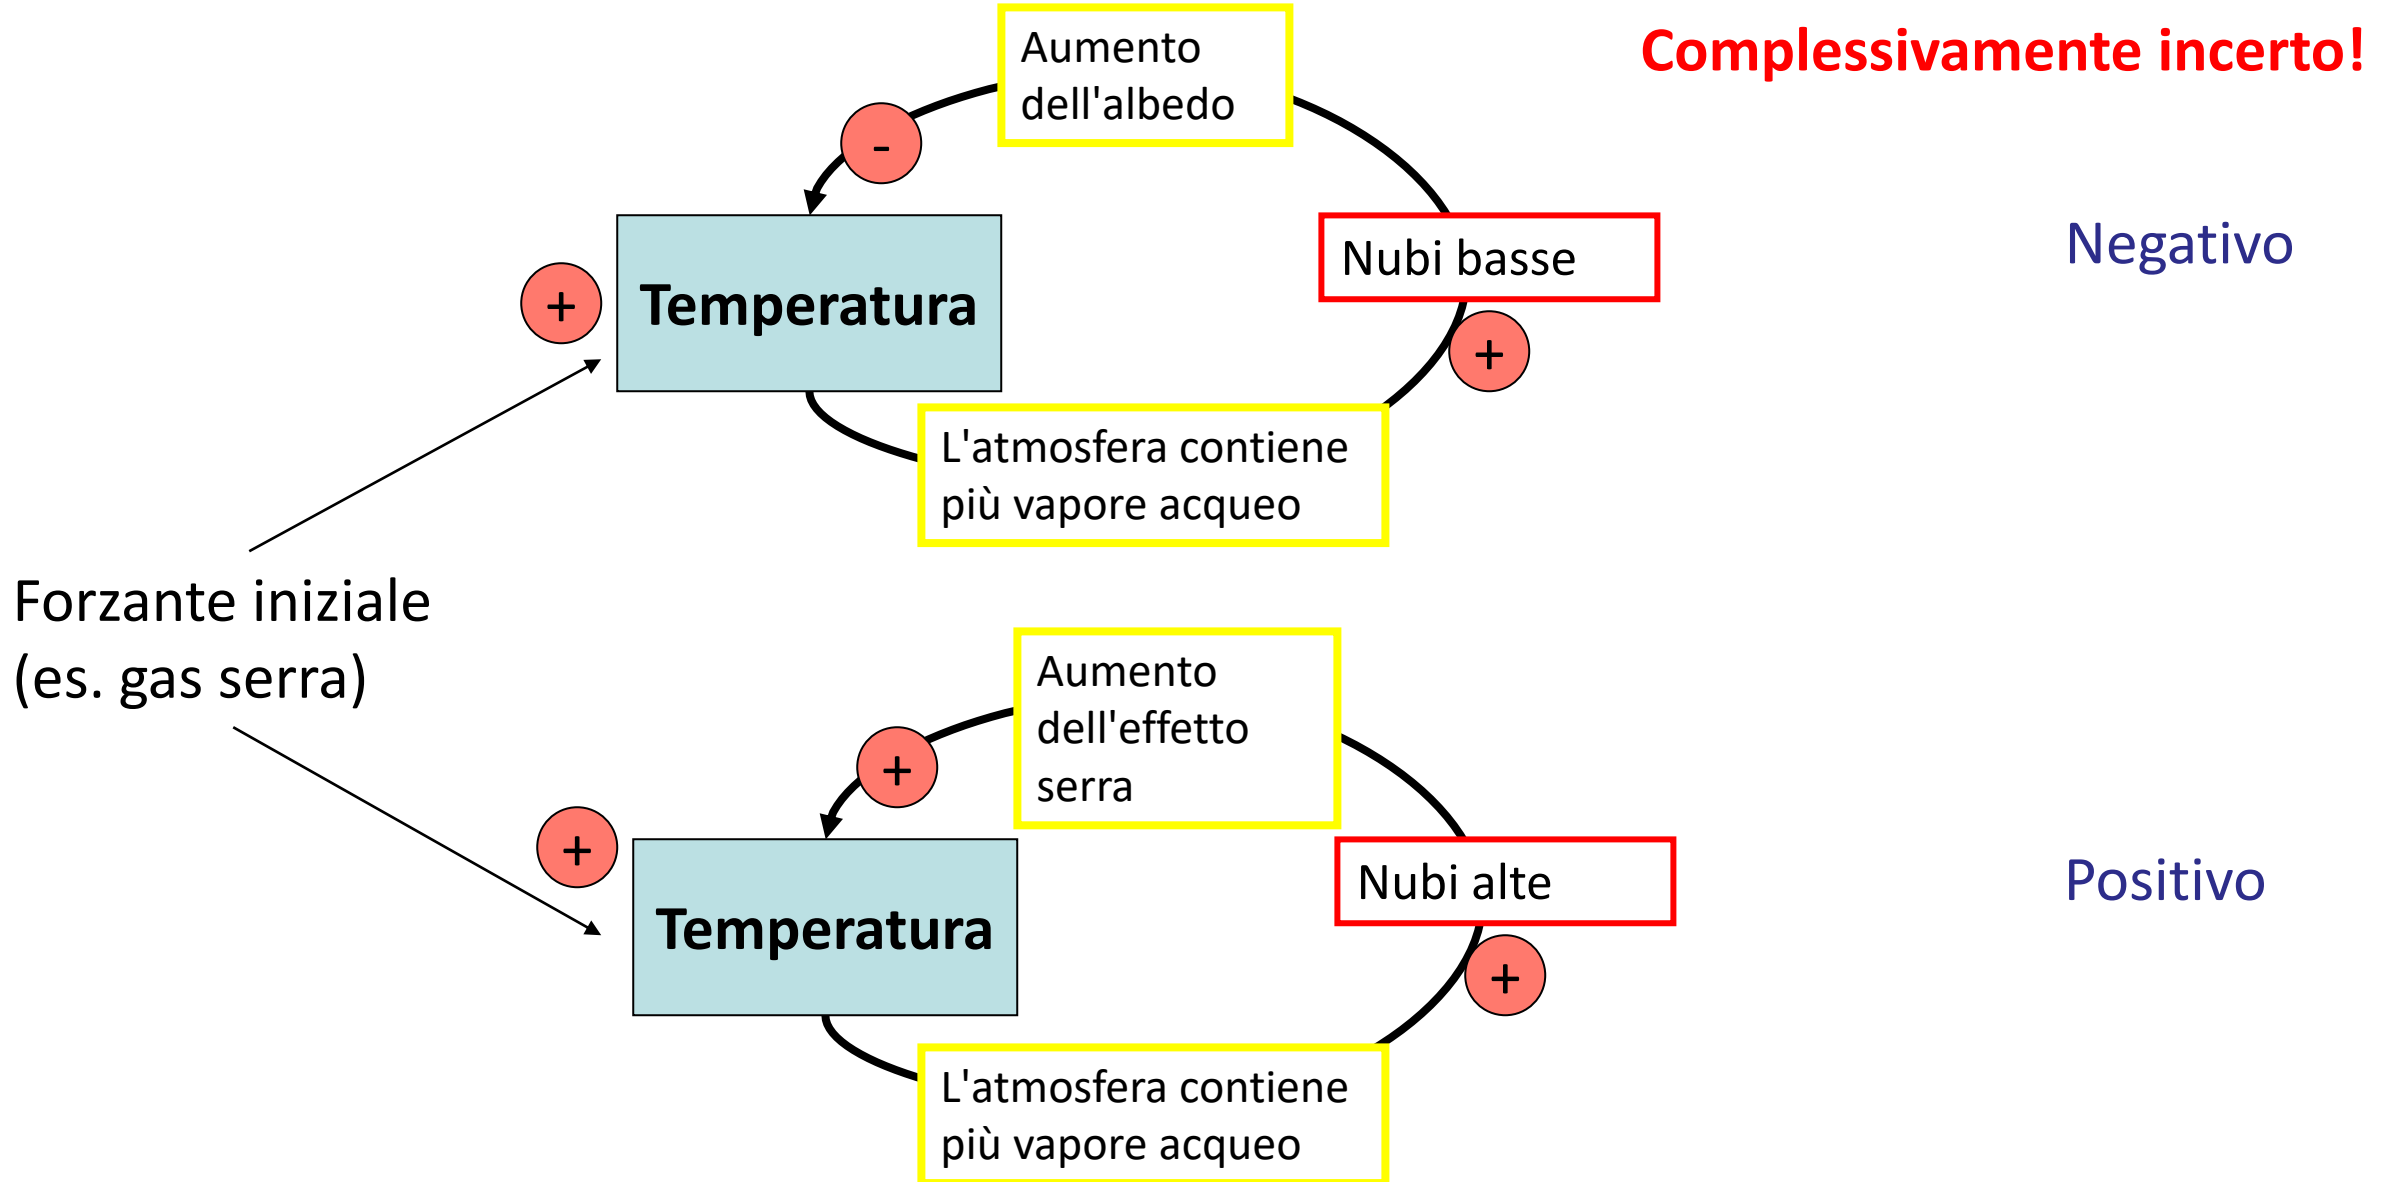 Aumento
dell'albedo
Complessivamente incerto!
-
Temperatura
Nubi basse
Negativo
+
+
L'atmosfera contiene
più vapore acqueo
Forzante iniziale
(es. gas serra)
Aumento
dell'effetto
serra
+
+
Temperatura
Nubi alte
Positivo
+
L'atmosfera contiene
più vapore acqueo